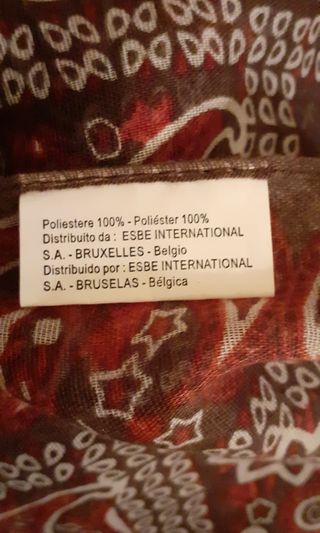 Poliestere 100% - Poliéster 100%
Distribuito da : ESBE INTERNATIONAL
S.A. - BRUXELLES - Belgio
Distribuido por : ESBE INTERNATIONAL
S.A. - BRUSELAS - Bélgica